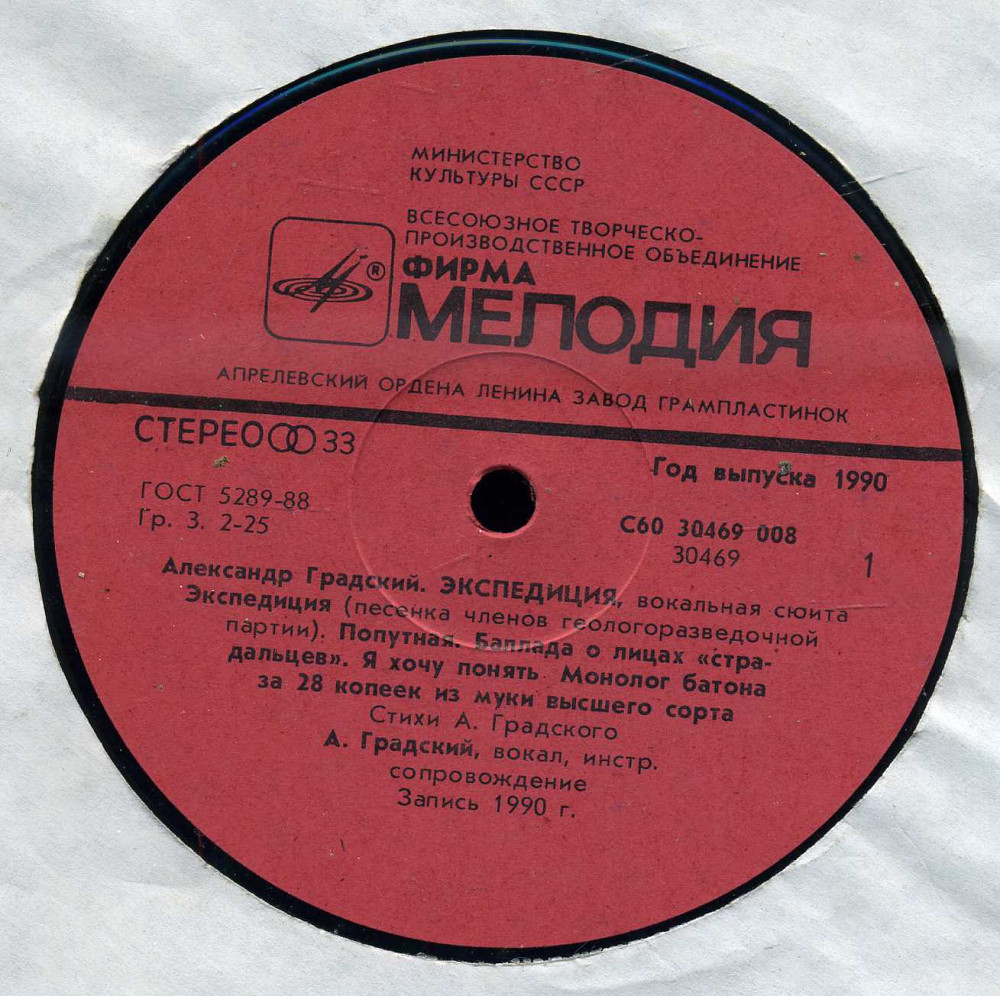 МИНИСТЕРСТВО
КУЛЬТУРЫ СССР
ВСЕСОЮЗНОЕ ТВОРЧЕСКО-
ПРОИЗВОДСТВЕННОЕ ОБЪЕДИНЕНИЕ
ФИРМА
®
МЕЛОДИЯ
АПРЕЛЕВСКИЙ ОРДЕНА ЛЕНИНА ЗАВОД ГРАМПЛАСТИНОК
СТЕРЕО 33
Год выпуска 1990
ГОСТ 5289-88
Гр. 3. 2-25
С60 30469 008
30469
1
Александр Градский. ЭКСПЕДИЦИЯ, вокальная сюита
Экспедиция (песенка членов геологоразведочной
партии). Попутная. Баллада о лицах «стра-
дальцев». Я хочу понять. Монолог батона
за 28 копеек из муки высшего сорта
Стихи А. Градского
А. Градский, вокал, инстр.
сопровождение
Запись 1990 г.